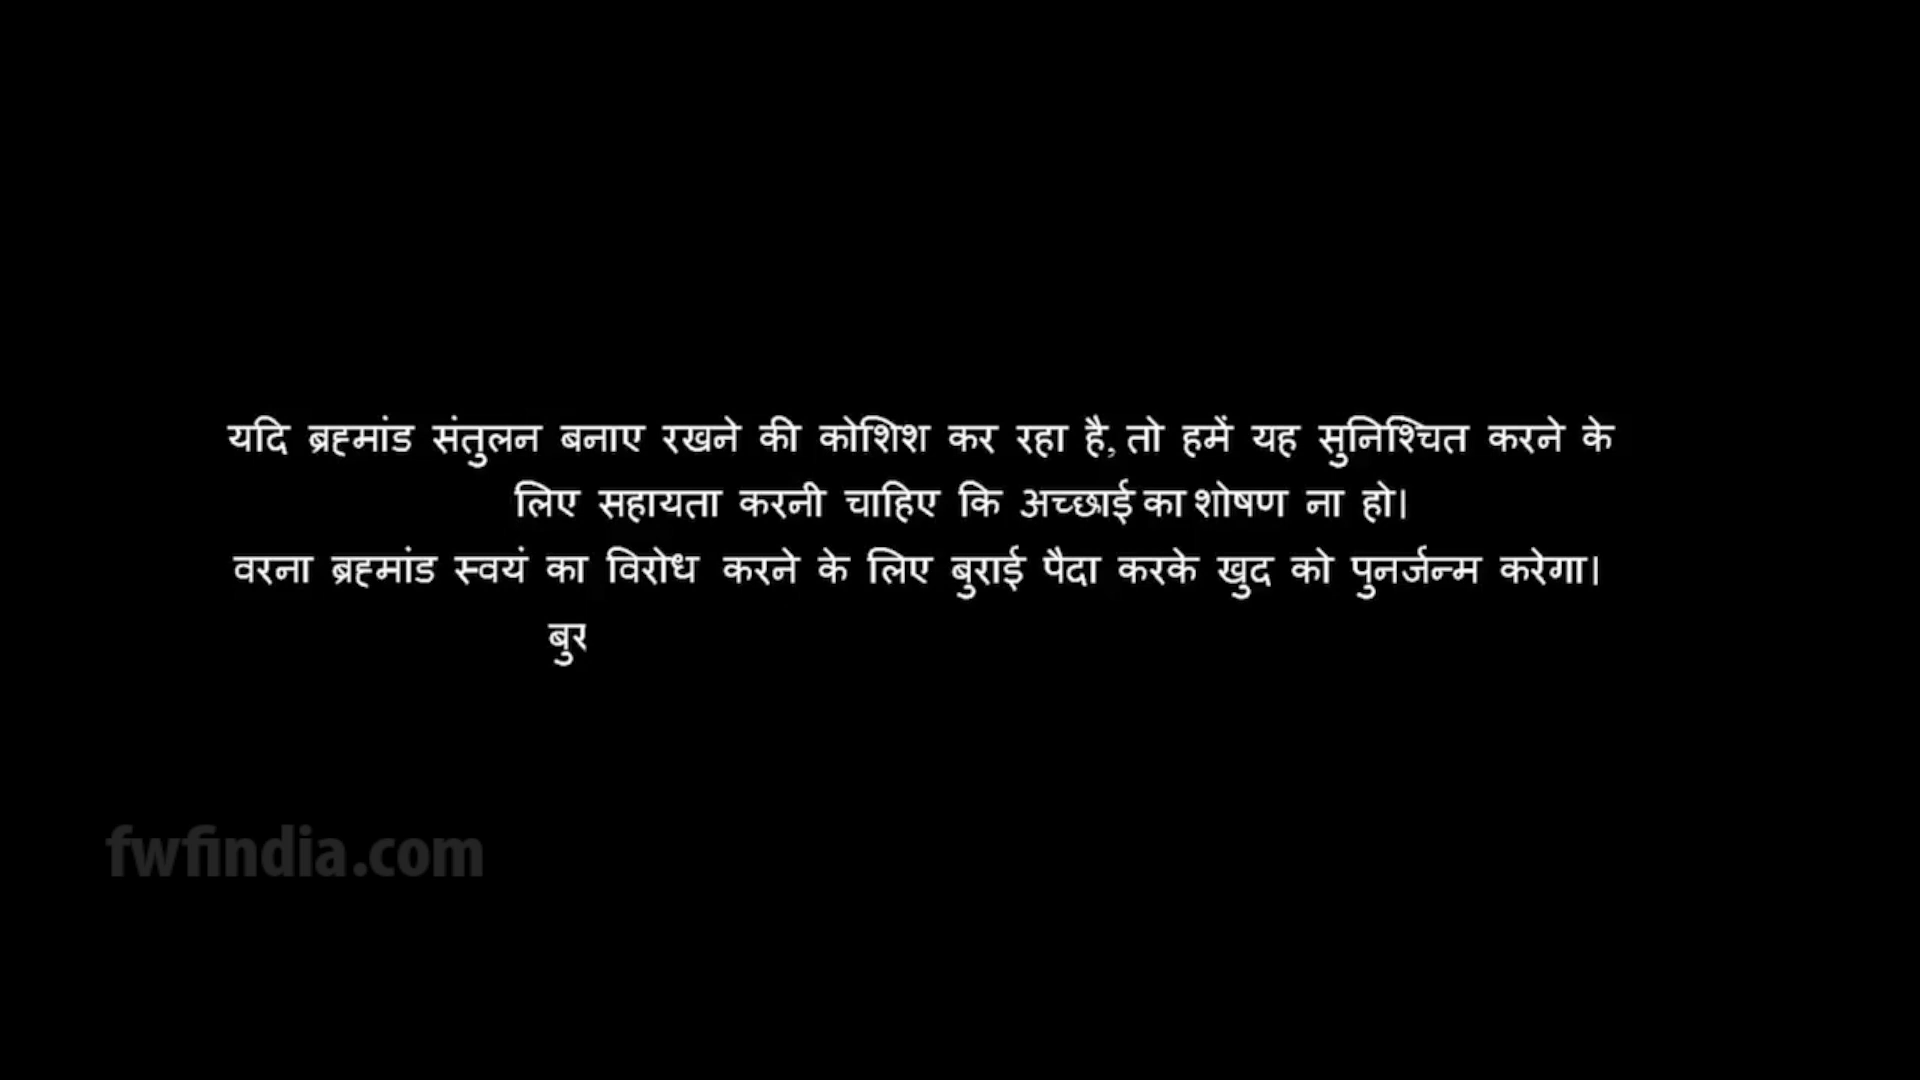 यदि ब्रह्मांड संतुलन बनाए रखने की कोशिश कर रहा है, तो हमें यह सुनिश्चित करने के
लिए सहायता करनी चाहिए कि अच्छाई का शोषण ना हो।
वरना ब्रह्मांड स्वयं का विरोध करने के लिए बुराई पैदा करके खुद को पुनर्जन्म करेगा।
बुर
fwfindia.com